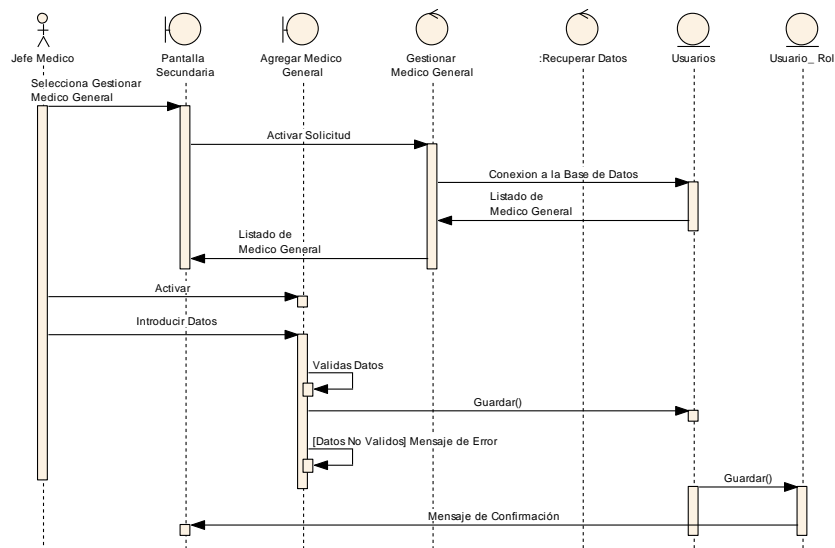 Jefe Medico
Pantalla
Secundaria
Agregar Medico
General
Gestionar
Medico General
:Recuperar Datos
Usuarios
Usuario_ Rol
Selecciona Gestionar
Medico General
Activar Solicitud
Conexion a la Base de Datos
Listado de
Medico General
Listado de
Medico General
Activar
Introducir Datos
Validas Datos
Guardar()
[Datos No Validos] Mensaje de Error
Guardar()
Mensaje de Confirmación